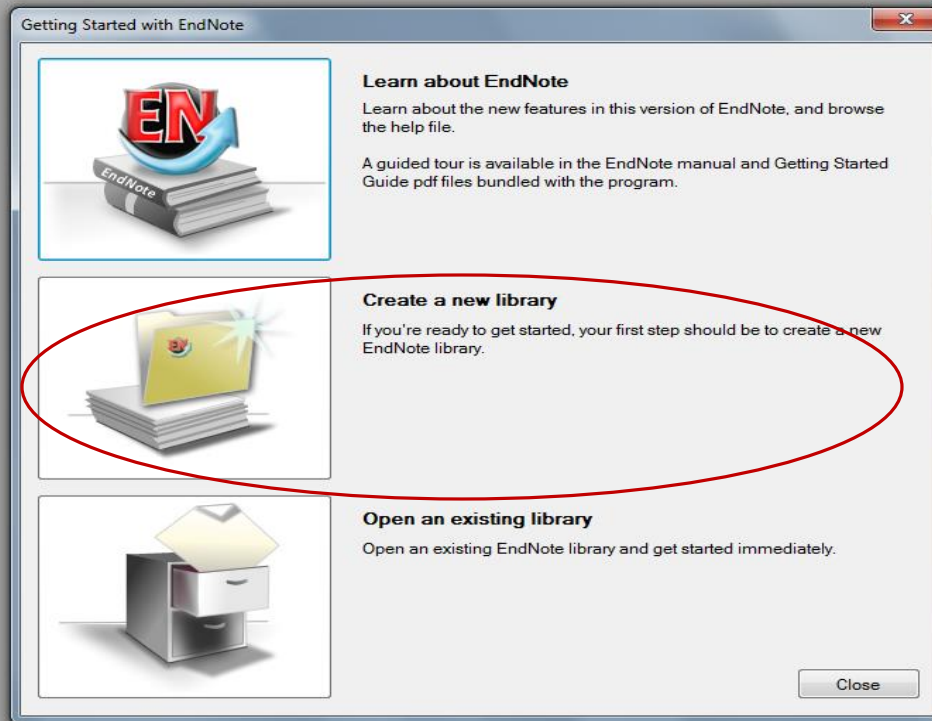 Getting Started with EndNote
EN
EndNote
Learn about EndNote
Learn about the new features in this version of EndNote, and browse
the help file.
A guided tour is available in the EndNote manual and Getting Started
Guide pdf files bundled with the program.
EN
Create a new library
If you're ready to get started, your first step should be to create a new
EndNote library.
Open an existing library
Open an existing EndNote library and get started immediately.
Close